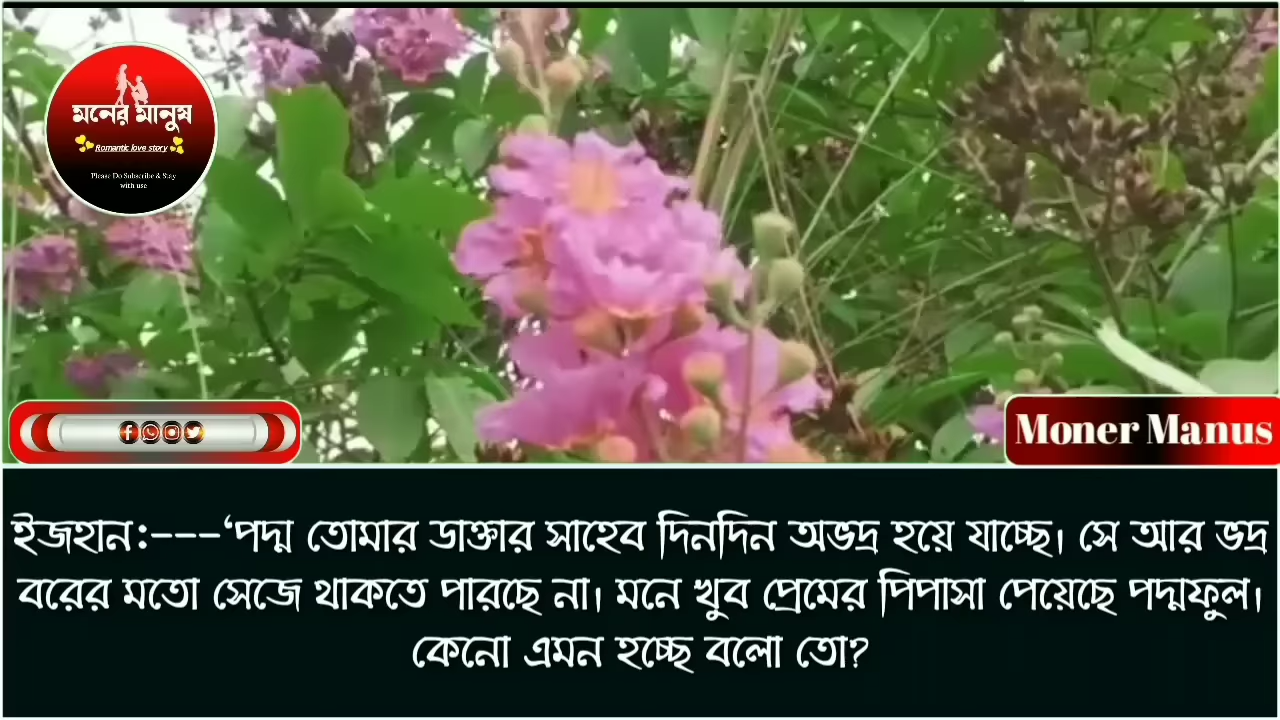 মনের মানুষ
Romantic love story
Please Do Subscribe & Stay
with use
Moner Manus
ইজহান:---‘পদ্ম তোমার ডাক্তার সাহেব দিনদিন অভদ্র হয়ে যাচ্ছে। সে আর ভদ্র
বরের মতো সেজে থাকতে পারছে না। মনে খুব প্রেমের পিপাসা পেয়েছে পদ্মফুল।
কেনো এমন হচ্ছে বলো তো?